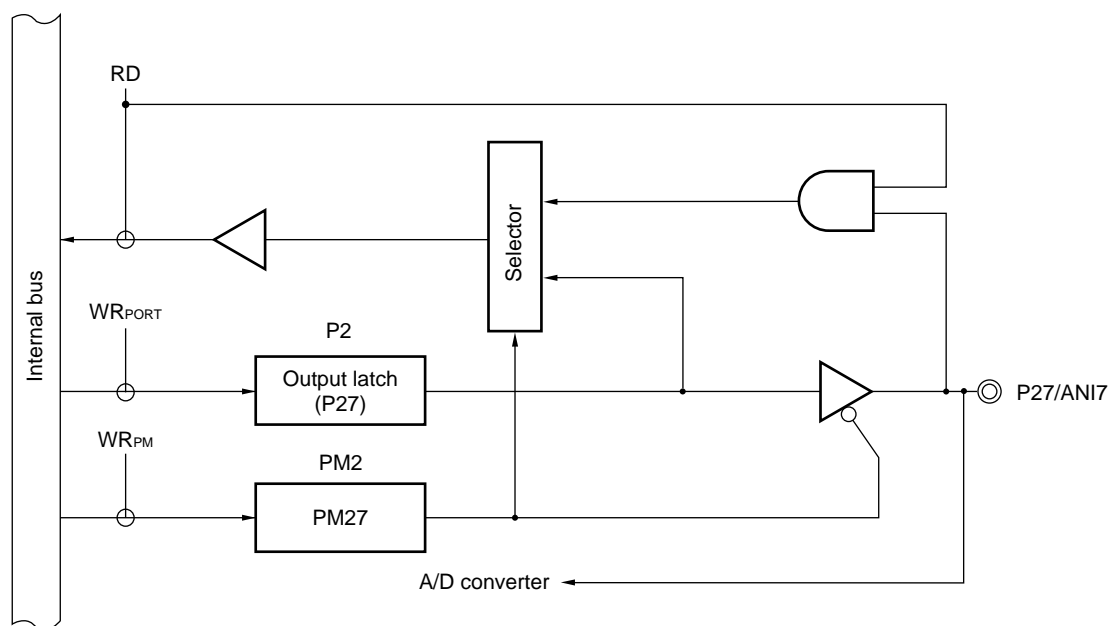 RD
Selector
Internal bus
WRPORT
P2
Output latch
(P27)
P27/ANI7
WRPM
PM2
PM27
A/D converter